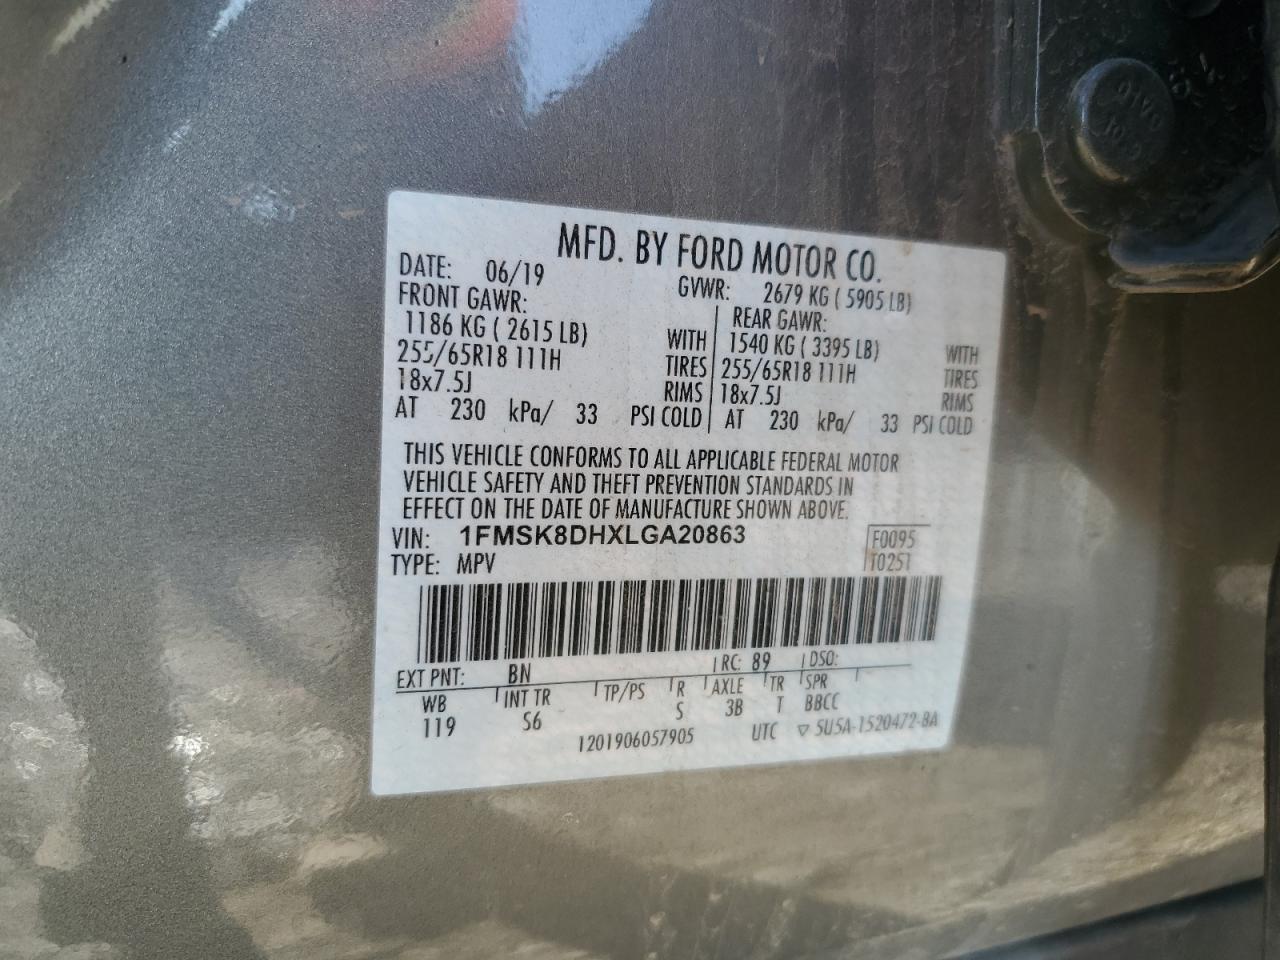 MFD. BY FORD MOTOR CO.
DATE: 06/19 GVWR: 2679 KG ( 5905 LB)
FRONT GAWR: REAR GAWR:
1186 KG ( 2615 LB) WITH 1540 KG ( 3395 LB) WITH
255/65R18 111H TIRES 255/65R18 111H TIRES
18x7.5J RIMS 18x7.5J RIMS
AT 230 kPa/ 33 PSI COLD AT 230 kPa/ 33 PSI COLD
THIS VEHICLE CONFORMS TO ALL APPLICABLE FEDERAL MOTOR
VEHICLE SAFETY AND THEFT PREVENTION STANDARDS IN
EFFECT ON THE DATE OF MANUFACTURE SHOWN ABOVE.
VIN: 1FMSK8DHXLGA20863 F0095
TYPE: MPV T0251
EXT PNT: BN RC: 89 DSO:
WB INT TR TP/PS R AXLE TR SPR
119 S6 S 3B T BBCC
1201906057905 UTC ▽ 5U5A-1520472-BA